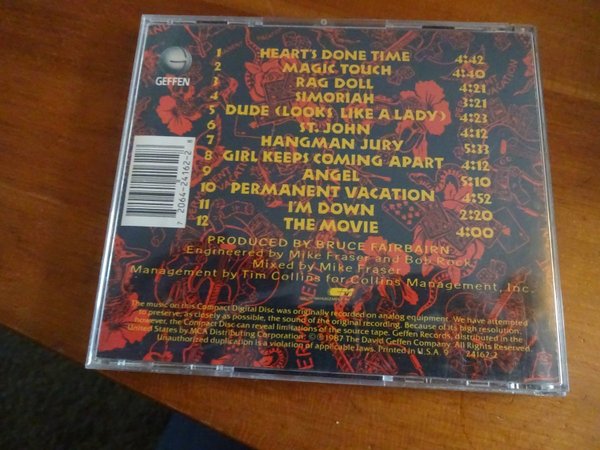 GEFFEN
1 HEART'S DONE TIME 4:42
2 MAGIC TOUCH 4:40
3 RAG DOLL 4:21
4 SIMORIAH 3:21
5 DUDE (LOOKS LIKE A LADY) 4:23
6 ST. JOHN 4:12
7 HANGMAN JURY 5:33
8 GIRL KEEPS COMING APART 4:12
9 ANGEL 5:10
10 PERMANENT VACATION 4:52
11 I'M DOWN 2:20
12 THE MOVIE 4:00
7 2064-24162-2 8
PRODUCED BY BRUCE FAIRBAIRN
Engineered by Mike Fraser and Bob Rock
Mixed by Mike Fraser
Management by Tim Collins for Collins Management, Inc.
The music on this Compact Digital Disc was originally recorded on analog equipment. We have attempted
to preserve, as closely as possible, the sound of the original recording. Because of its high resolution,
however, the Compact Disc can reveal limitations of the source tape. Geffen Records, distributed in the
United States by MCA Distributing Corporation. ©℗1987 The David Geffen Company. All Rights Reserved.
Unauthorized duplication is a violation of applicable laws. Printed in U.S.A. 9 24162-2